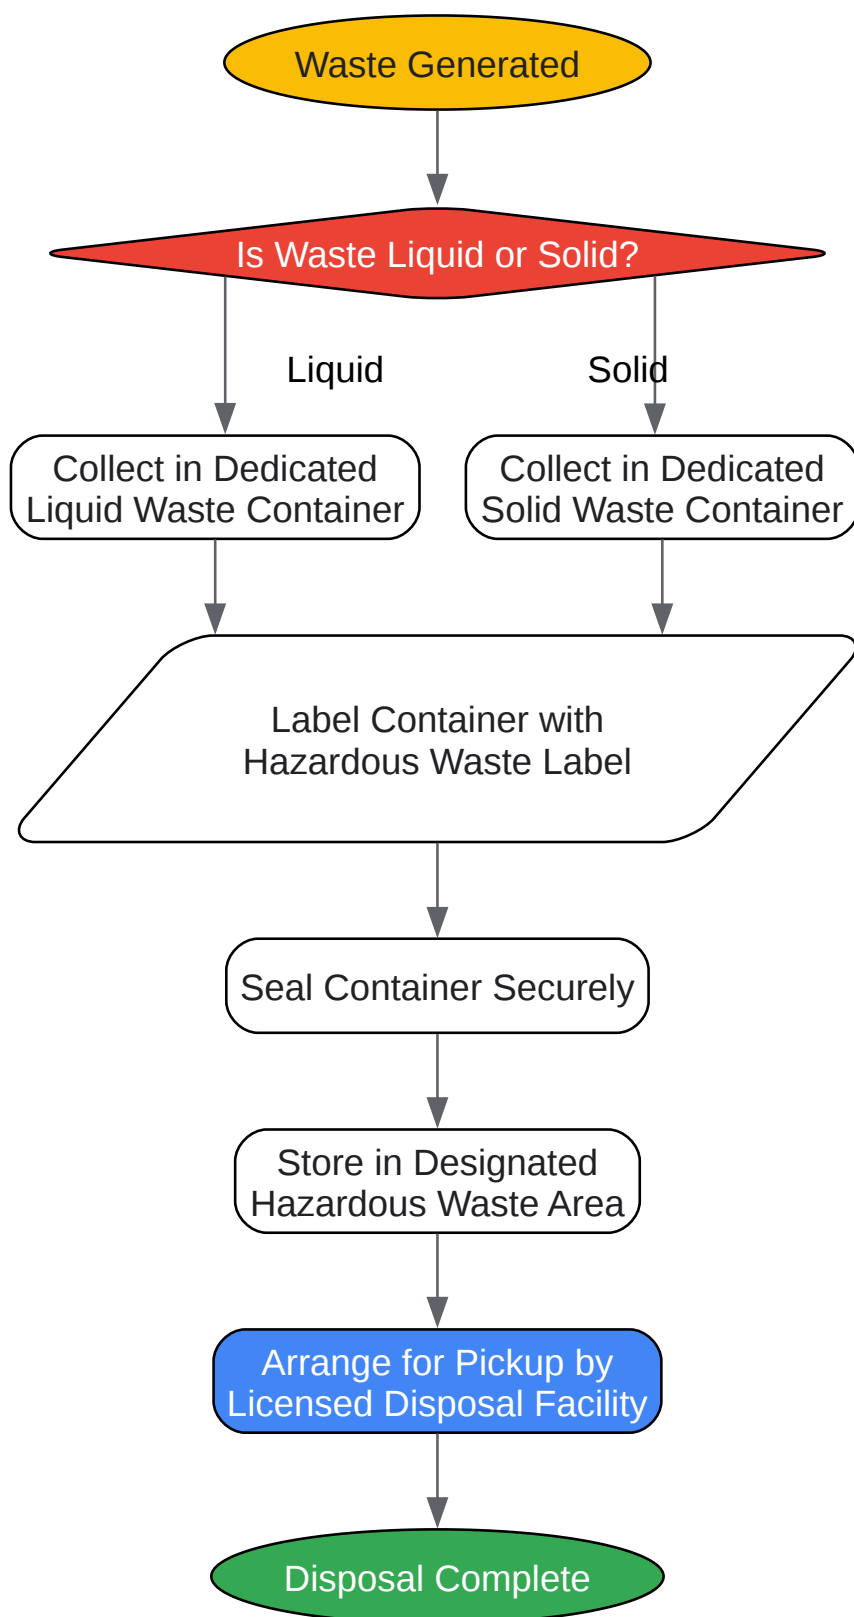 Waste Generated
Is Waste Liquid or Solid?
Liquid
Solid
Collect in Dedicated
Liquid Waste Container
Collect in Dedicated
Solid Waste Container
Label Container with
Hazardous Waste Label
Seal Container Securely
Store in Designated
Hazardous Waste Area
Arrange for Pickup by
Licensed Disposal Facility
Disposal Complete